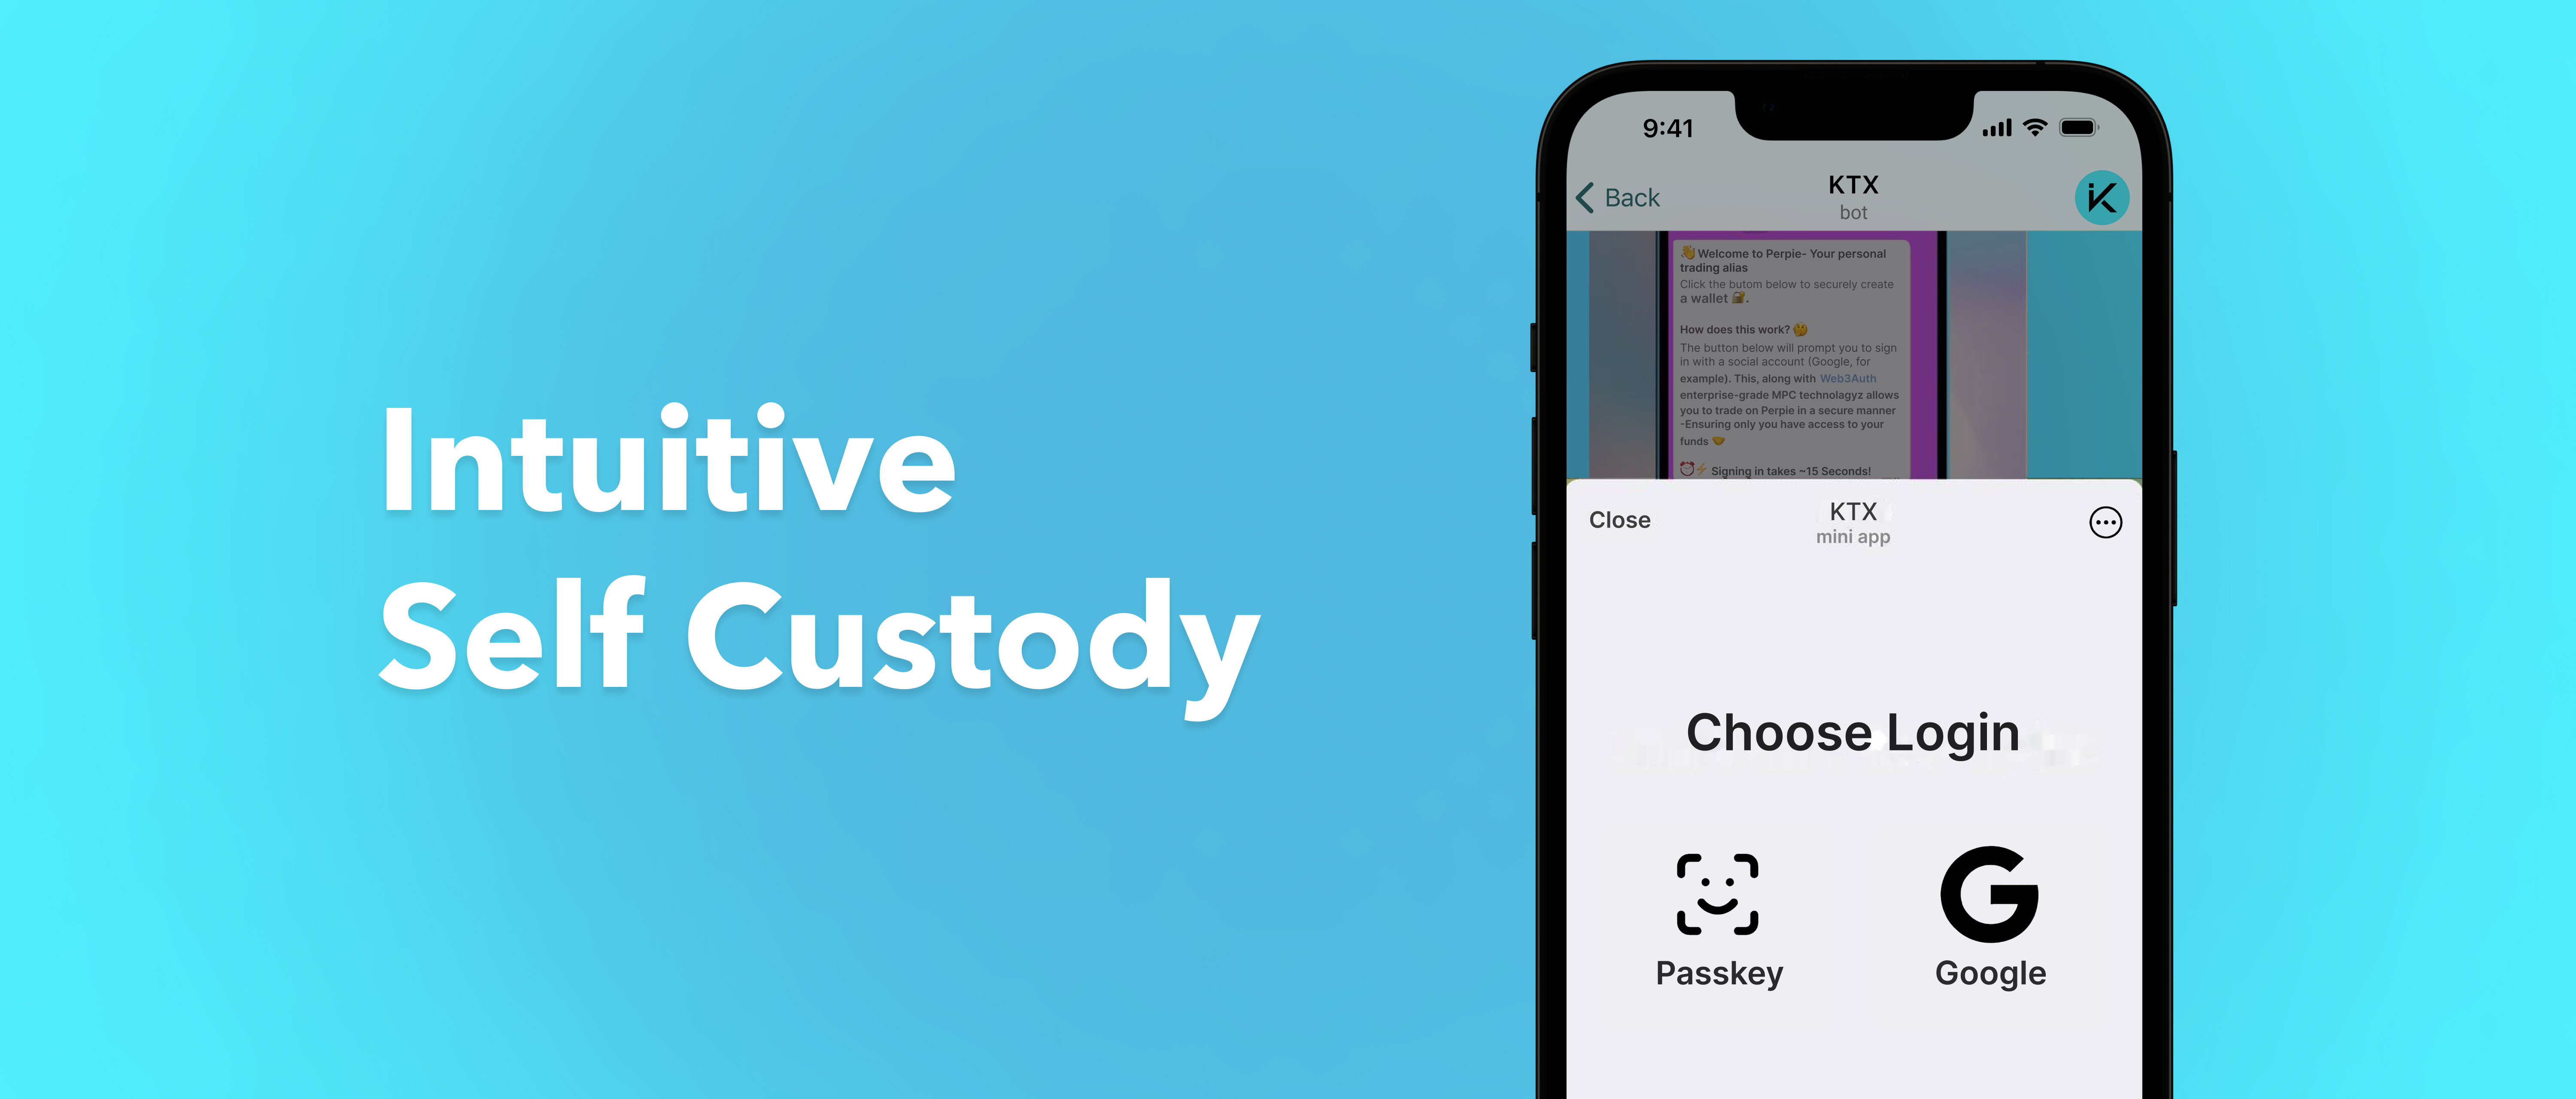 Intuitive
Self Custody
9:41
Back
KTX
bot
👋Welcome to Perpie- Your personal
trading alias
Click the butom below to securely create
a wallet 🔐.
How does this work? 🤔
The button below will prompt you to sign
in with a social account (Google, for
example). This, along with Web3Auth
enterprise-grade MPC technolagyz allows
you to trade on Perpie in a secure manner
-Ensuring only you have access to your
funds 🤝
⏰⚡ Signing in takes ~15 Seconds!
Close
KTX
mini app
Choose Login
Passkey
Google